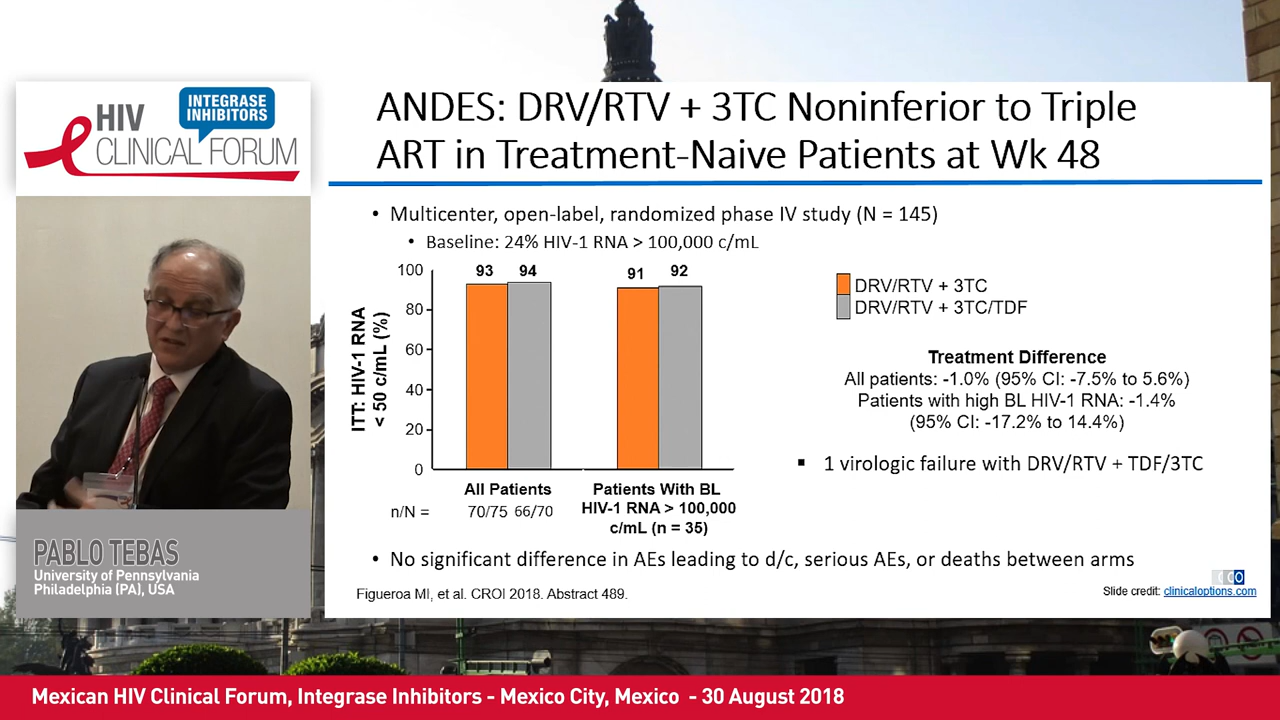 HIV
CLINICAL FORUM
INTEGRASE
INHIBITORS
ANDES: DRV/RTV + 3TC Noninferior to Triple
ART in Treatment-Naive Patients at Wk 48
• Multicenter, open-label, randomized phase IV study (N = 145)
• Baseline: 24% HIV-1 RNA > 100,000 c/mL
ITT: HIV-1 RNA
< 50 c/mL (%)
100
80
60
40
20
0
93 94
91 92
All Patients
Patients With BL
HIV-1 RNA > 100,000
c/mL (n = 35)
n/N = 70/75 66/70
DRV/RTV + 3TC
DRV/RTV + 3TC/TDF
Treatment Difference
All patients: -1.0% (95% CI: -7.5% to 5.6%)
Patients with high BL HIV-1 RNA: -1.4%
(95% CI: -17.2% to 14.4%)
▪ 1 virologic failure with DRV/RTV + TDF/3TC
• No significant difference in AEs leading to d/c, serious AEs, or deaths between arms
Figueroa MI, et al. CROI 2018. Abstract 489.
CCO
Slide credit: clinicaloptions.com
PABLO TEBAS
University of Pennsylvania
Philadelphia (PA), USA
Mexican HIV Clinical Forum, Integrase Inhibitors - Mexico City, Mexico - 30 August 2018